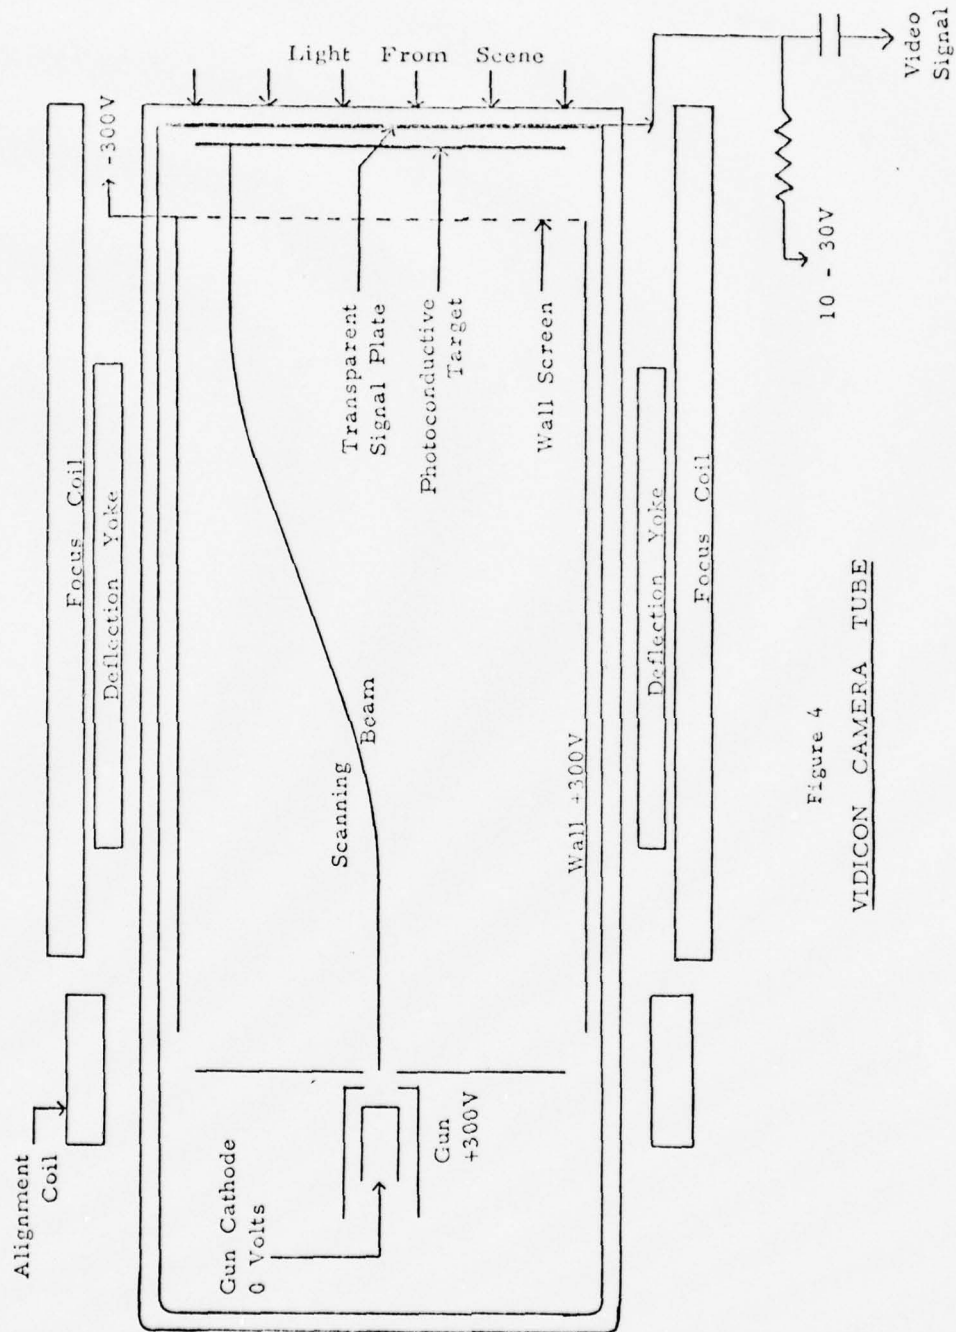 Alignment
Coil
Focus Coil
Deflection Yoke
-300V
Light From Scene
Gun Cathode
0 Volts
Gun
+300V
Scanning Beam
Transparent
Signal Plate
Photoconductive
Target
Wall Screen
Wall +300V
Deflection Yoke
Focus Coil
10 - 30V
Video
Signal
Figure 4
VIDICON CAMERA TUBE